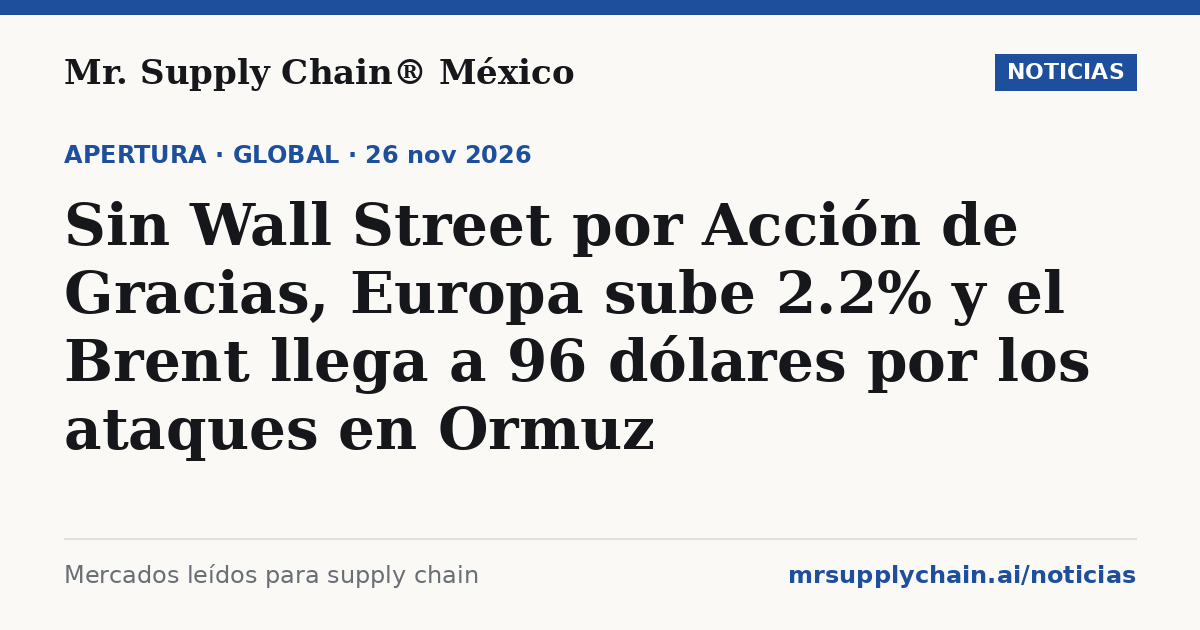 Mr. Supply Chain® México
NOTICIAS
APERTURA · GLOBAL · 26 nov 2026
Sin Wall Street por Acción de
Gracias, Europa sube 2.2% y el
Brent llega a 96 dólares por los
ataques en Ormuz
Mercados leídos para supply chain
mrsupplychain.ai/noticias